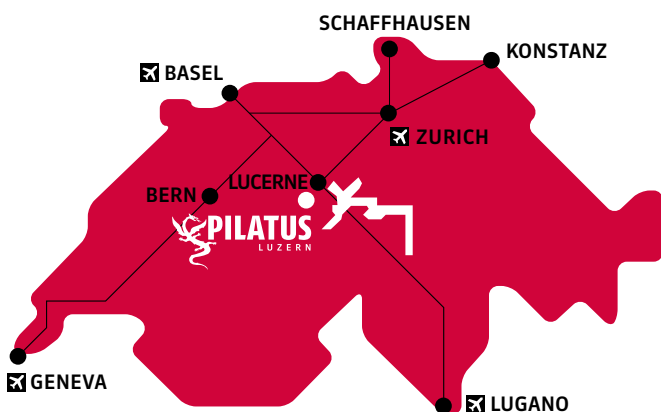 SCHAFFHAUSEN
KONSTANZ
BASEL
ZURICH
LUCERNE
BERN
PILATUS
LUZERN
GENEVA
LUGANO